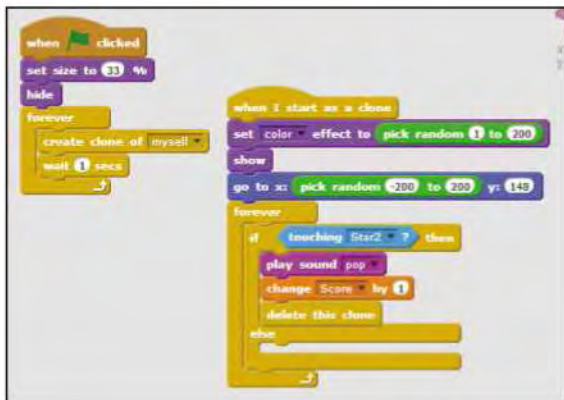 when clicked
set size to 33 %
hide
forever
create clone of myself
wait 1 secs
when I start as a clone
set color effect to pick random 1 to 200
show
go to x: pick random -200 to 200 y: 148
forever
if touching Star2 ? then
play sound pop
change Score by 1
delete this clone
else